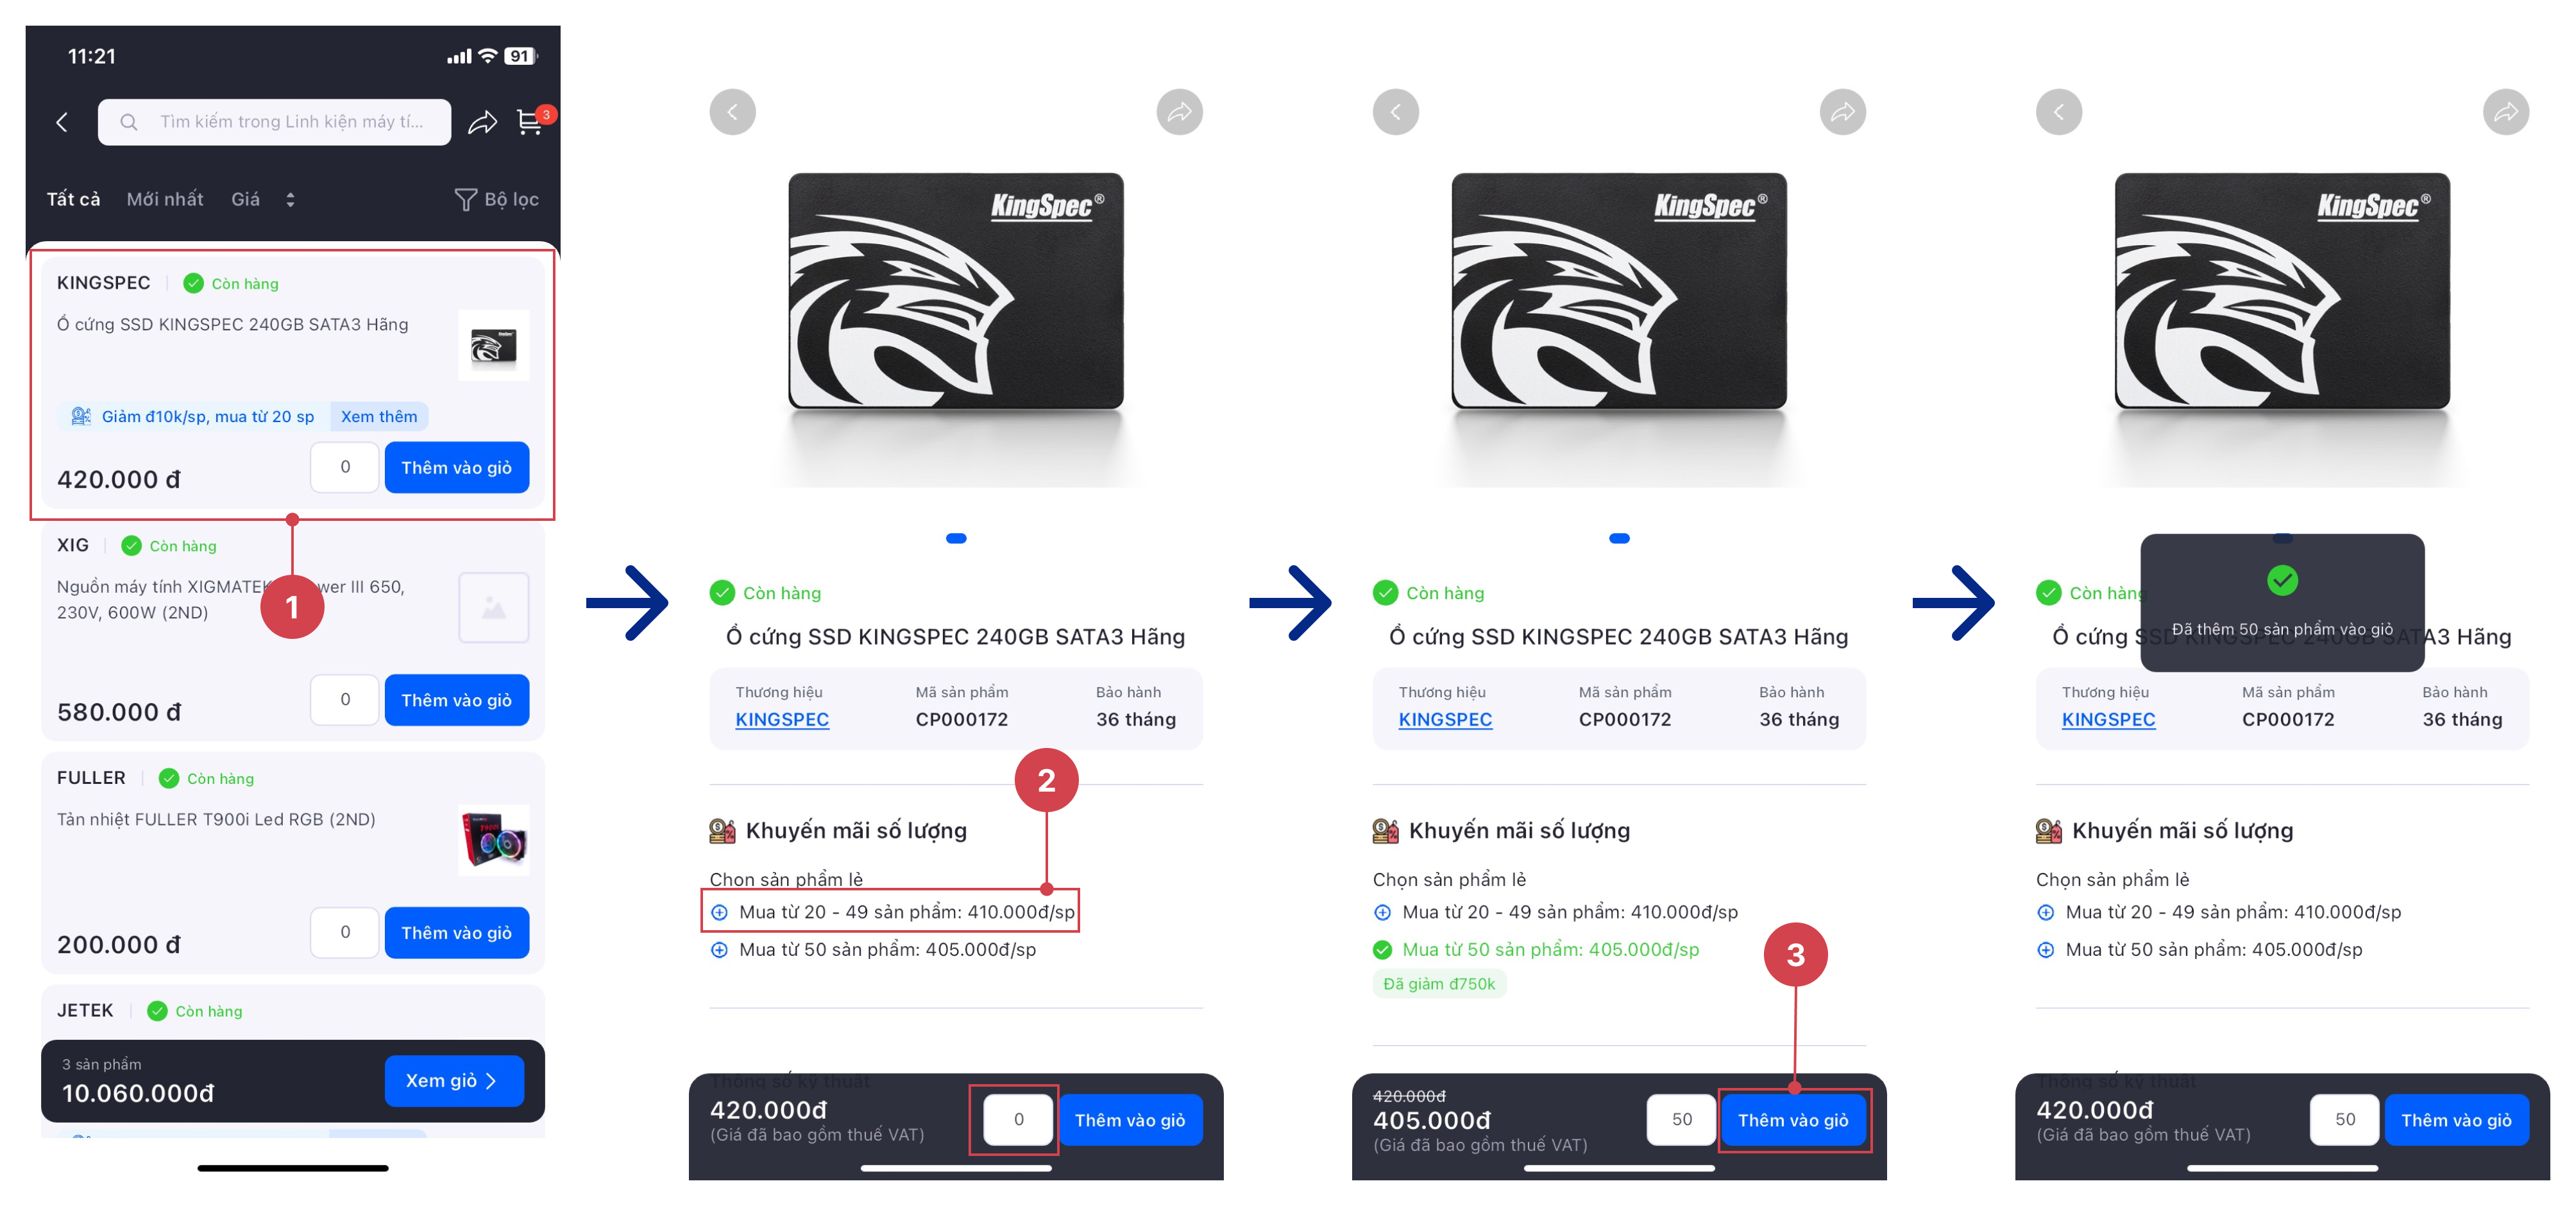 11:21
91
Tìm kiếm trong Linh kiện máy tí...
3
Tất cả
Mới nhất
Giá
Bộ lọc
KINGSPEC
Còn hàng
Ổ cứng SSD KINGSPEC 240GB SATA3 Hãng
Giảm đ10k/sp, mua từ 20 sp
Xem thêm
420.000 đ
0
Thêm vào giỏ
XIG
Còn hàng
Nguồn máy tính XIGMATEK wer III 650,
230V, 600W (2ND)
1
580.000 đ
0
Thêm vào giỏ
FULLER
Còn hàng
Tản nhiệt FULLER T900i Led RGB (2ND)
200.000 đ
0
Thêm vào giỏ
JETEK
Còn hàng
3 sản phẩm
10.060.000đ
Xem giỏ
KingSpec®
Còn hàng
Ổ cứng SSD KINGSPEC 240GB SATA3 Hãng
Thương hiệu
Mã sản phẩm
Bảo hành
KINGSPEC
CP000172
36 tháng
2
Khuyến mãi số lượng
Chọn sản phẩm lẻ
Mua từ 20 - 49 sản phẩm: 410.000đ/sp
Mua từ 50 sản phẩm: 405.000đ/sp
Thông số kỹ thuật
420.000đ
(Giá đã bao gồm thuế VAT)
0
Thêm vào giỏ
KingSpec®
Còn hàng
Ổ cứng SSD KINGSPEC 240GB SATA3 Hãng
Thương hiệu
Mã sản phẩm
Bảo hành
KINGSPEC
CP000172
36 tháng
Khuyến mãi số lượng
Chọn sản phẩm lẻ
Mua từ 20 - 49 sản phẩm: 410.000đ/sp
Mua từ 50 sản phẩm: 405.000đ/sp
Đã giảm đ750k
3
420.000đ
405.000đ
(Giá đã bao gồm thuế VAT)
50
Thêm vào giỏ
KingSpec®
Còn hàng
Đã thêm 50 sản phẩm vào giỏ
Ổ cứng SSD KINGSPEC 240GB SATA3 Hãng
Thương hiệu
Mã sản phẩm
Bảo hành
KINGSPEC
CP000172
36 tháng
Khuyến mãi số lượng
Chọn sản phẩm lẻ
Mua từ 20 - 49 sản phẩm: 410.000đ/sp
Mua từ 50 sản phẩm: 405.000đ/sp
Thông số kỹ thuật
420.000đ
(Giá đã bao gồm thuế VAT)
50
Thêm vào giỏ